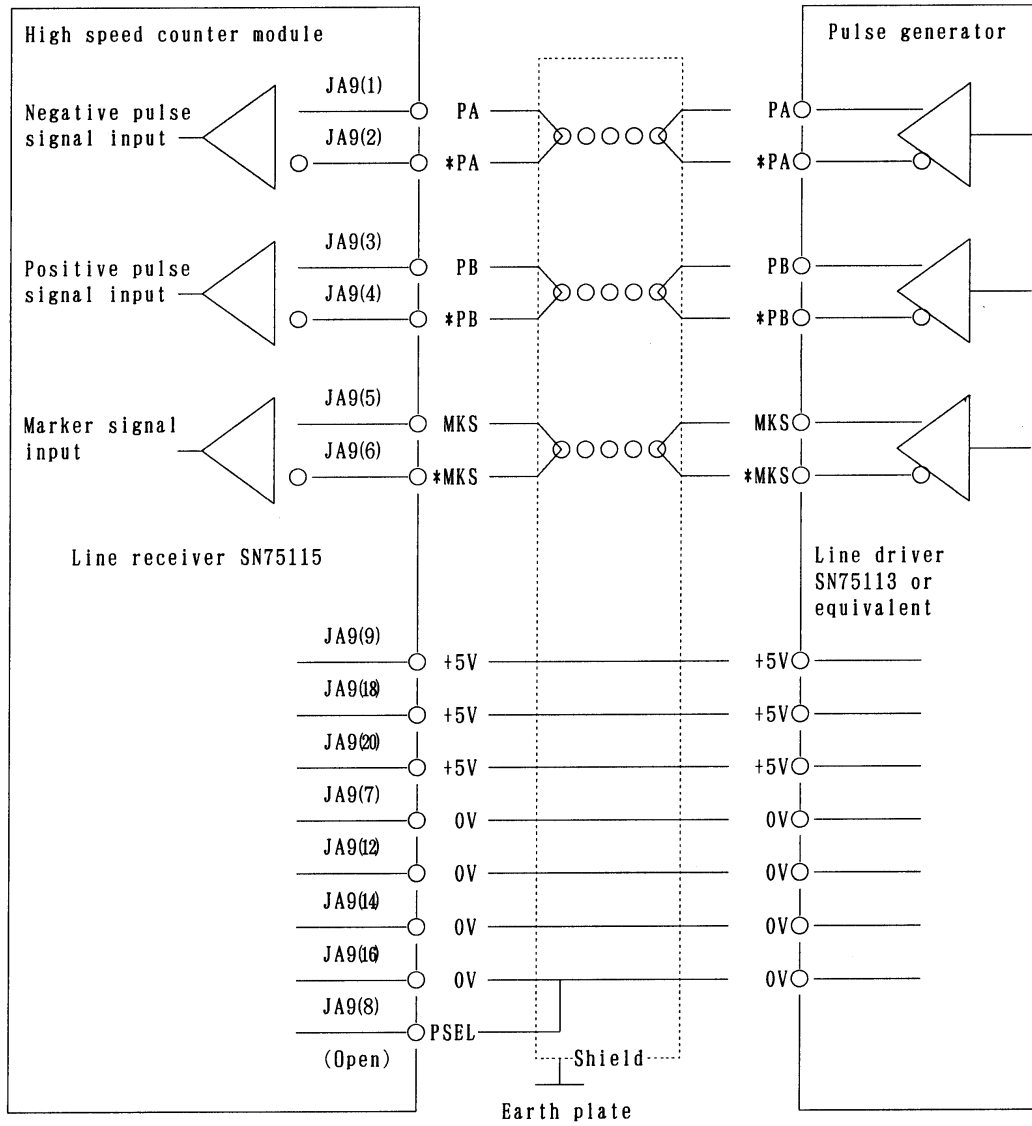 High speed counter module
Pulse generator
JA9(1)
Negative pulse
signal input
PA
PA
JA9(2)
*PA
*PA
JA9(3)
Positive pulse
signal input
PB
PB
JA9(4)
*PB
*PB
JA9(5)
Marker signal
input
MKS
MKS
JA9(6)
*MKS
*MKS
Line receiver SN75115
Line driver
SN75113 or
equivalent
JA9(9)
+5V
+5V
JA9(18)
+5V
+5V
JA9(20)
+5V
+5V
JA9(7)
0V
0V
JA9(12)
0V
0V
JA9(14)
0V
0V
JA9(16)
0V
0V
JA9(8)
PSEL
(Open)
Shield
Earth plate